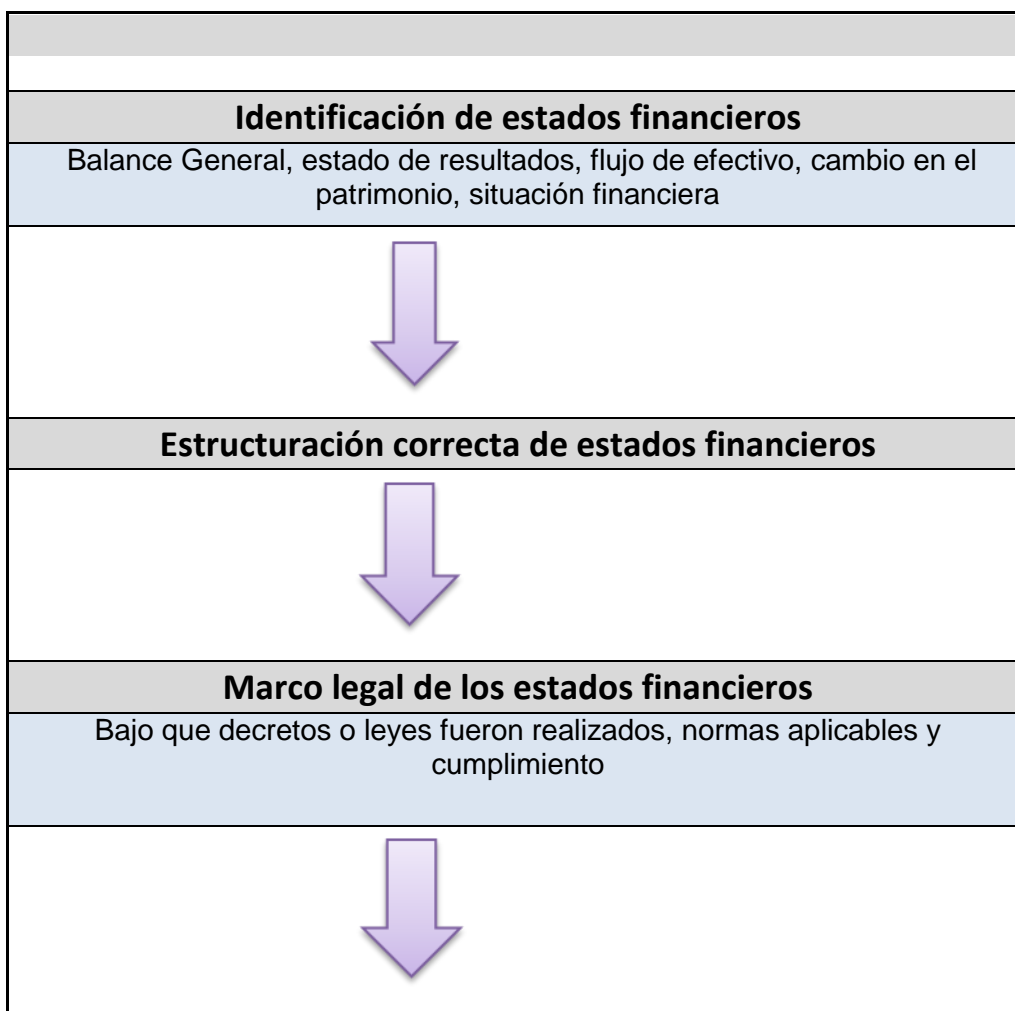 Identificación de estados financieros
Balance General, estado de resultados, flujo de efectivo, cambio en el
patrimonio, situación financiera
Estructuración correcta de estados financieros
Marco legal de los estados financieros
Bajo que decretos o leyes fueron realizados, normas aplicables y
cumplimiento